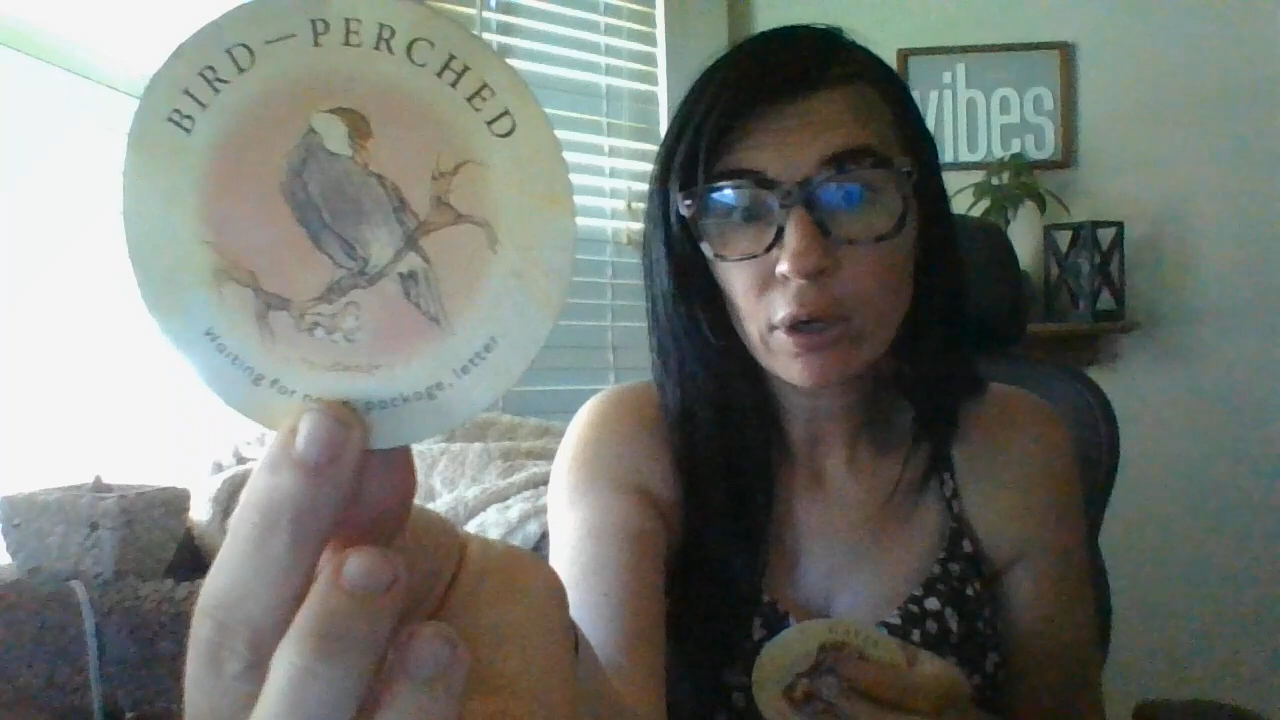 BIRD—PERCHED
vibes
Waiting for package, letter